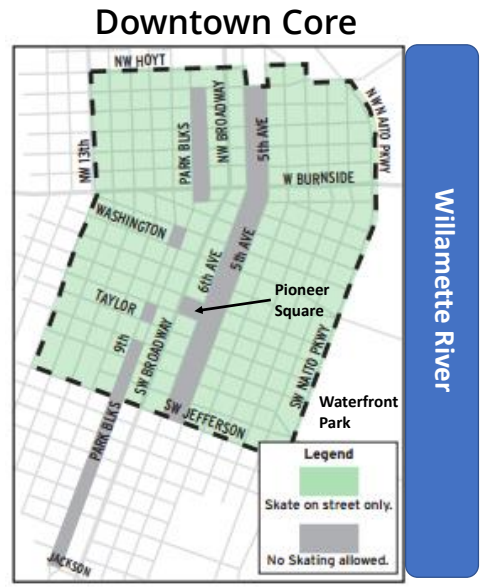 Downtown Core
NW HOYT
NW 13th
PARK BLKS
NW BROADWAY
5th AVE
NW NAITO PKWY
W BURNSIDE
WASHINGTON
6th AVE
5th AVE
Pioneer
Square
TAYLOR
9th
SW BROADWAY
SW NAITO PKWY
SW JEFFERSON
Waterfront
Park
PARK BLKS
JACKSON
Willamette River
Legend
Skate on street only.
No Skating allowed.